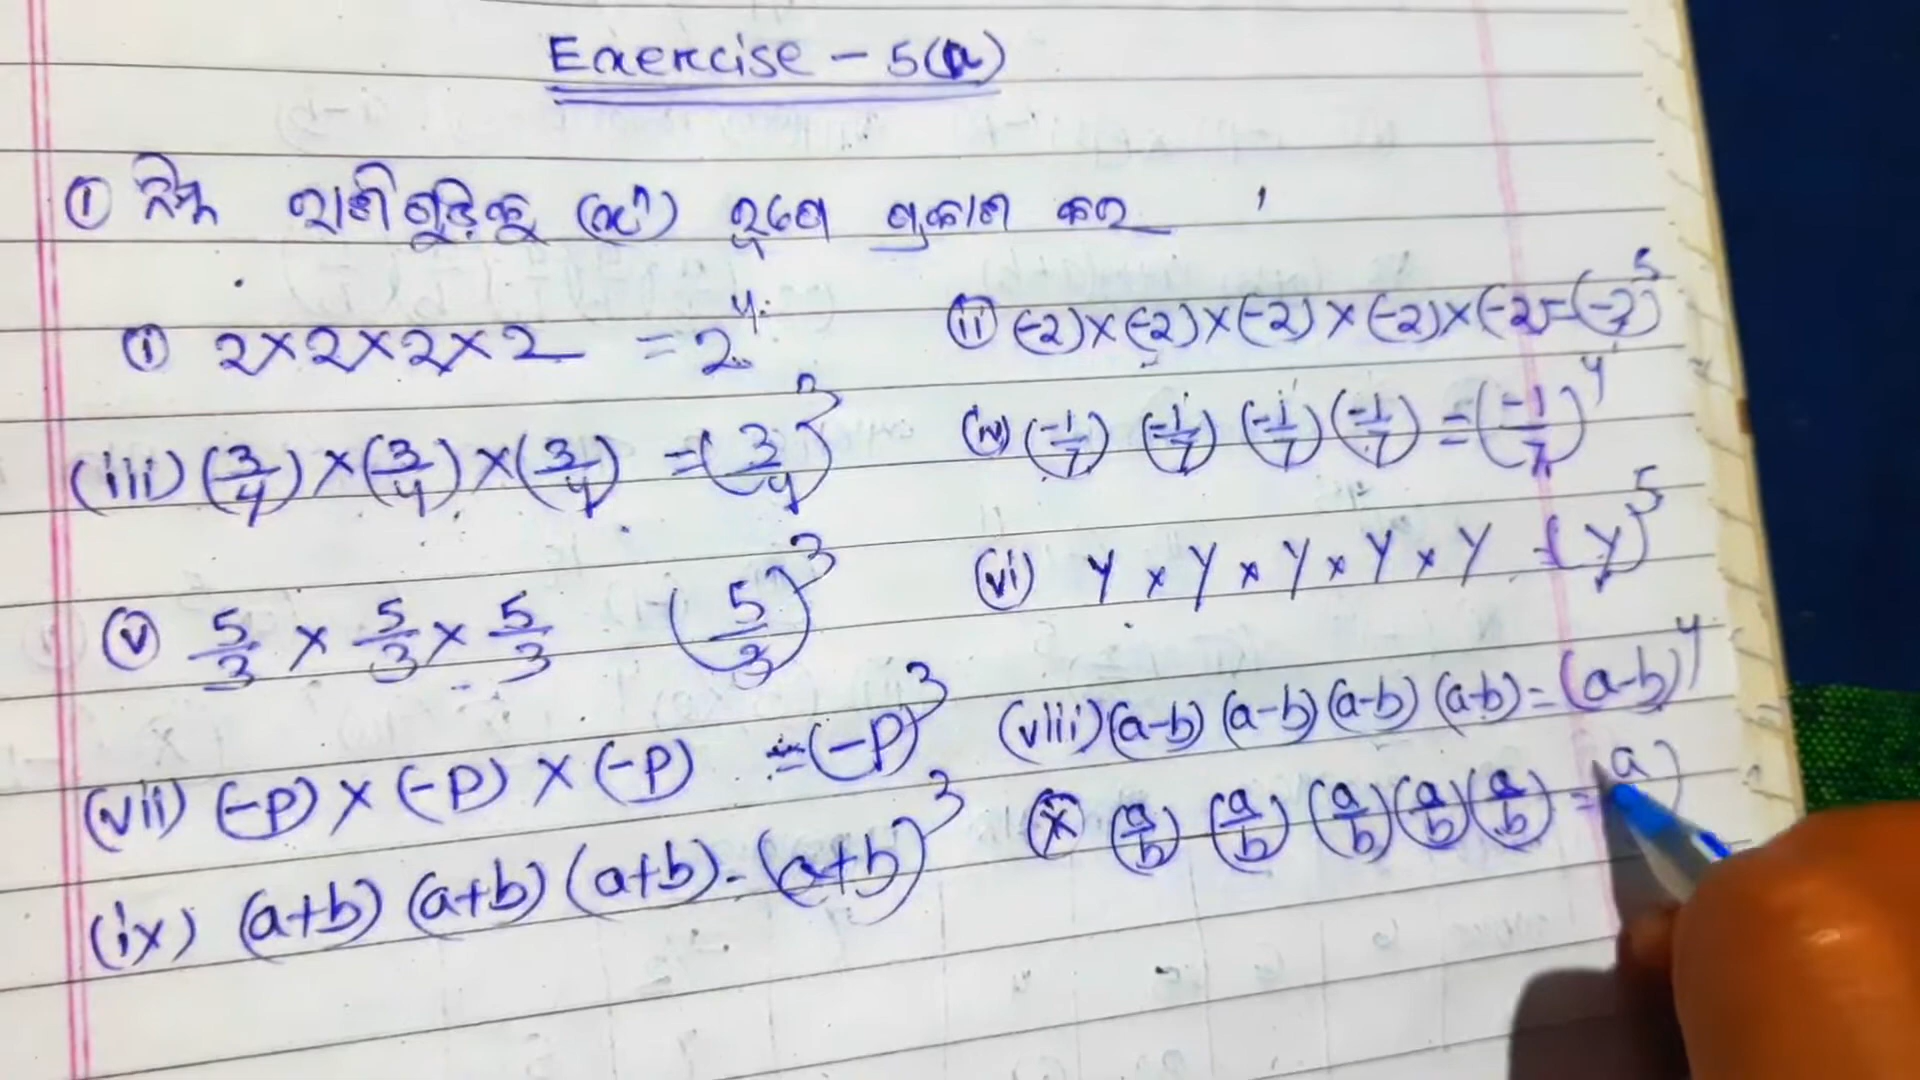 Exercise - 5(a)
① ନିମ୍ନ ରାଶିଗୁଡ଼ିକୁ (xⁿ) ରୂପେ ପ୍ରକାଶ କର ।
ⓘ 2×2×2×2 = 2⁴ ⓘⓘ (-2)×(-2)×(-2)×(-2)×(-2)=(-2)⁵
(iii) (3/4)×(3/4)×(3/4) =(3/4)³ (iv) (-1/7) (-1/7) (-1/7) (-1/7) =(-1/7)⁴
ⓥ 5/3 × 5/3 × 5/3 (5/3)³ (vi) y × y × y × y × y =(y)⁵
(vii) (-p)×(-p)×(-p) =(-p)³ (viii) (a-b) (a-b) (a-b) (a-b) = (a-b)⁴
(ix) (a+b) (a+b) (a+b) - (a+b)³ ⓧ (a/b) (a/b) (a/b) (a/b) (a/b) = a )